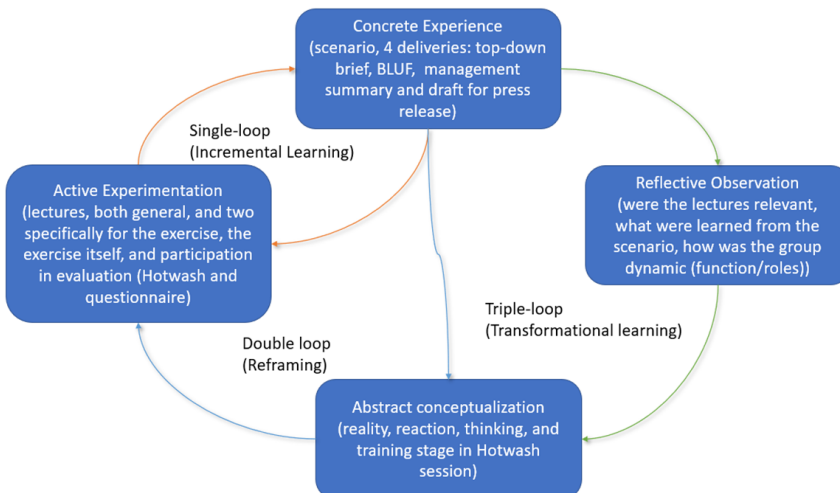 Concrete Experience
(scenario, 4 deliveries: top-down
brief, BLUF, management
summary and draft for press
release)
Single-loop
(Incremental Learning)
Active Experimentation
(lectures, both general, and two
specifically for the exercise, the
exercise itself, and participation
in evaluation (Hotwash and
questionnaire)
Reflective Observation
(were the lectures relevant,
what were learned from the
scenario, how was the group
dynamic (function/roles))
Triple-loop
(Transformational learning)
Double loop
(Reframing)
Abstract conceptualization
(reality, reaction, thinking, and
training stage in Hotwash
session)